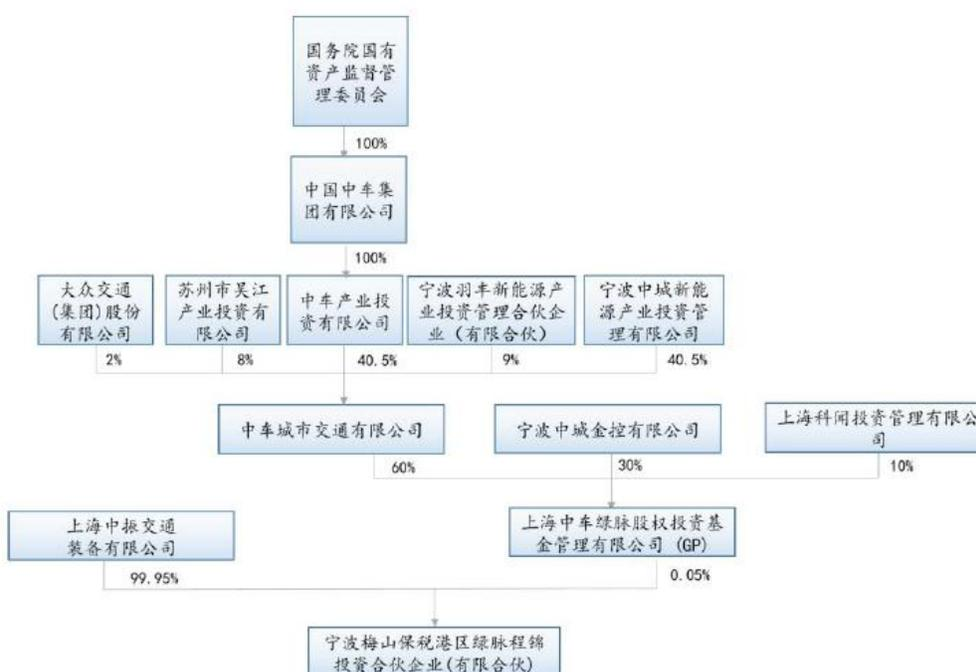 国务院国有
资产监督管
理委员会
100%
中国中车集
团有限公司
100%
大众交通
(集团)股份
有限公司
苏州市吴江
产业投资有
限公司
中车产业投
资有限公司
宁波羽丰新能源产
业投资管理合伙企
业（有限合伙）
宁波中城新能
源产业投资管
理有限公司
2%
8%
40.5%
9%
40.5%
中车城市交通有限公司
宁波中城金控有限公司
上海科闻投资管理有限公
司
60%
30%
10%
上海中振交通
装备有限公司
上海中车绿脉股权投资基
金管理有限公司 (GP)
99.95%
0.05%
宁波梅山保税港区绿脉程锦
投资合伙企业(有限合伙)